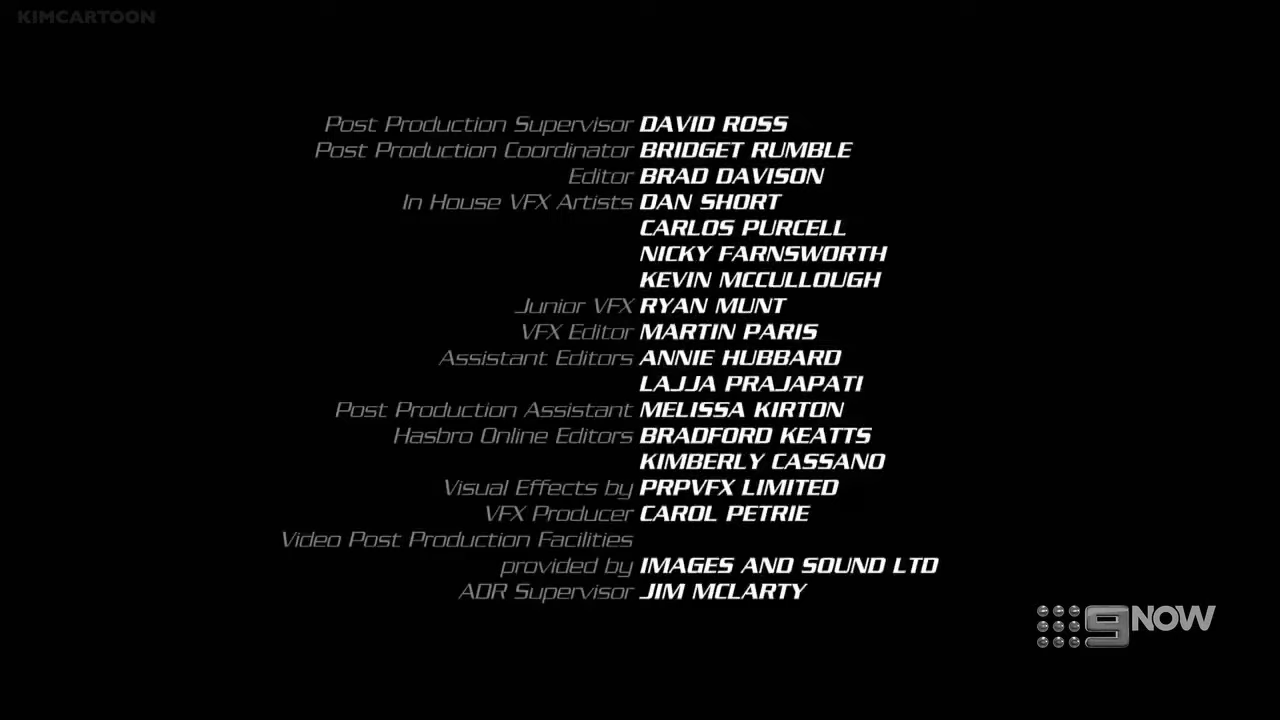 KIMCARTOON
Post Production Supervisor DAVID ROSS
Post Production Coordinator BRIDGET RUMBLE
Editor BRAD DAVISON
In House VFX Artists DAN SHORT
CARLOS PURCELL
NICKY FARNSWORTH
KEVIN MCCULLOUGH
Junior VFX RYAN MUNT
VFX Editor MARTIN PARIS
Assistant Editors ANNIE HUBBARD
LAJJA PRAJAPATI
Post Production Assistant MELISSA KIRTON
Hasbro Online Editors BRADFORD KEATTS
KIMBERLY CASSANO
Visual Effects by PRPVFX LIMITED
VFX Producer CAROL PETRIE
Video Post Production Facilities
provided by IMAGES AND SOUND LTD
ADR Supervisor JIM MCLARTY
9NOW